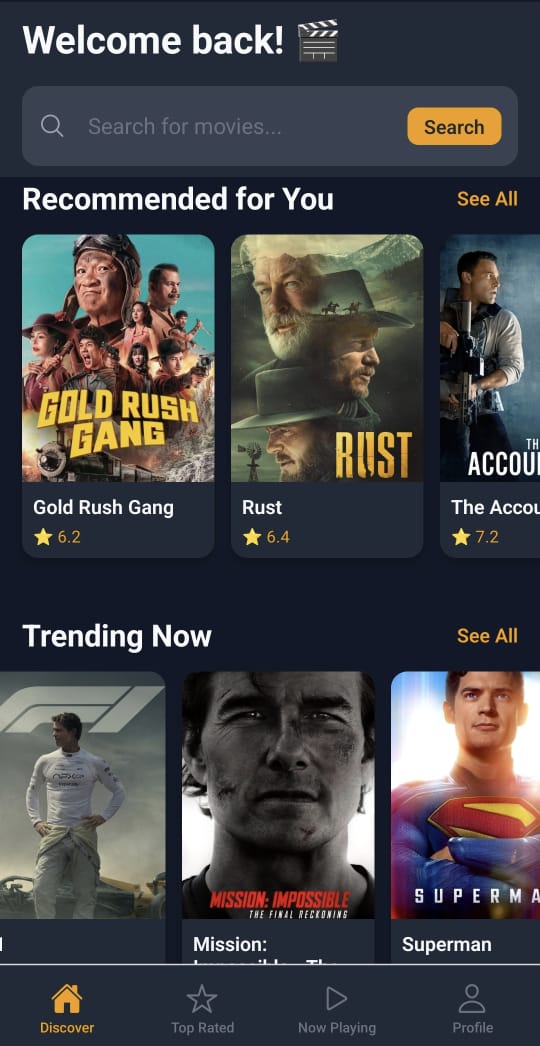 Welcome back! 🎬
Search for movies...
Search
Recommended for You
See All
GOLD RUSH
GANG
RUST
TH
ACCOU
Gold Rush Gang
Rust
The Accou
⭐ 6.2
⭐ 6.4
⭐ 7.2
Trending Now
See All
F1
MISSION: IMPOSSIBLE
THE FINAL RECKONING
SUPERMA
Mission:
Superman
Discover
Top Rated
Now Playing
Profile